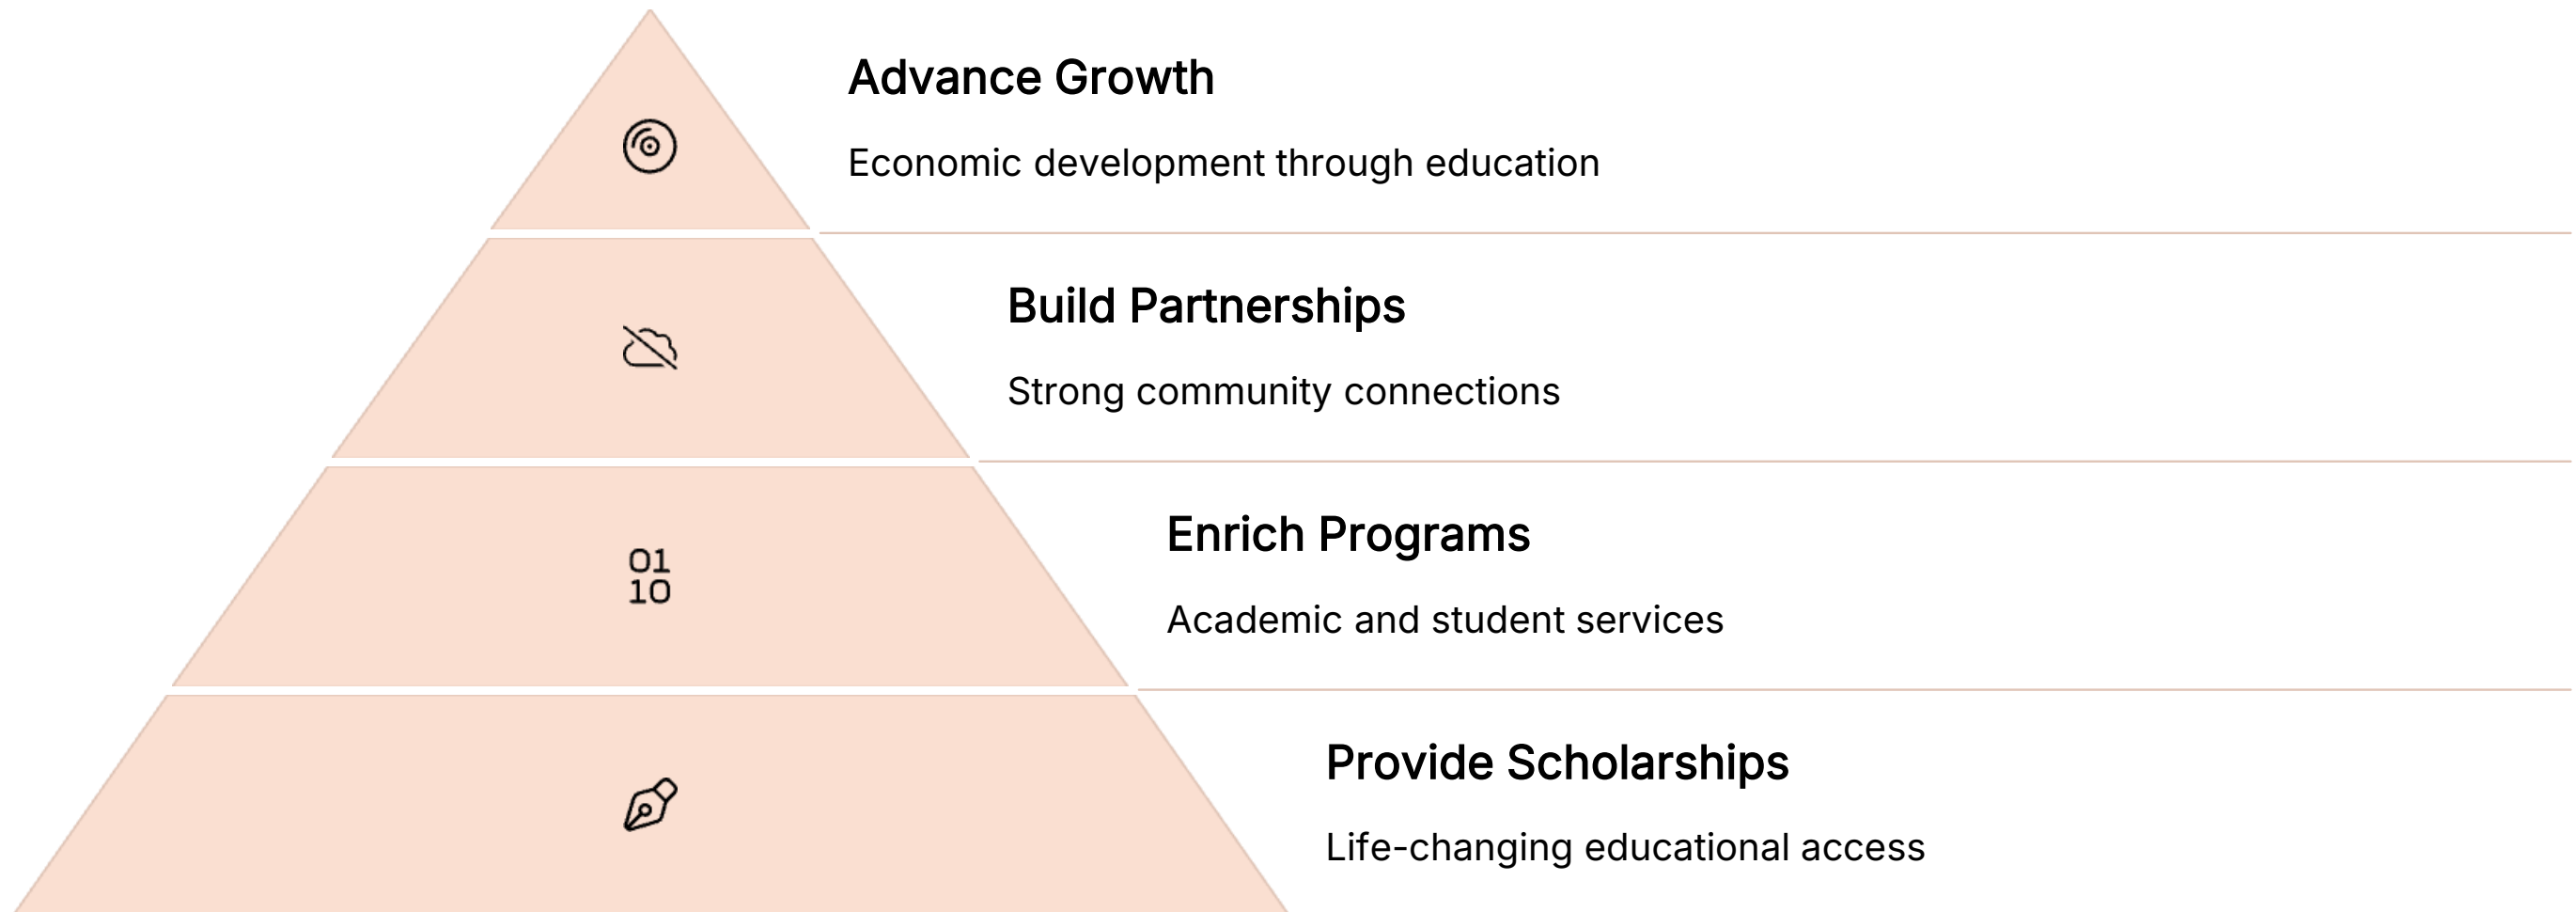 Advance Growth
Economic development through education
Build Partnerships
Strong community connections
01
10
Enrich Programs
Academic and student services
Provide Scholarships
Life-changing educational access